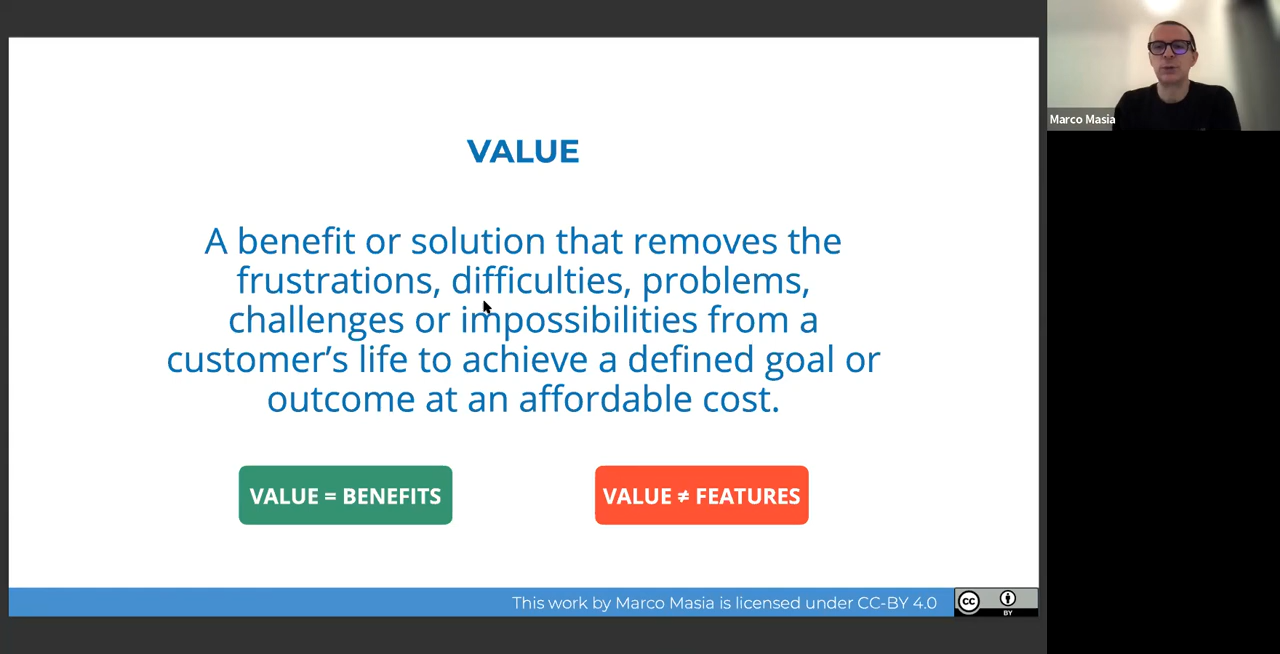 VALUE
A benefit or solution that removes the
frustrations, difficulties, problems,
challenges or impossibilities from a
customer’s life to achieve a defined goal or
outcome at an affordable cost.
VALUE = BENEFITS
VALUE ≠ FEATURES
This work by Marco Masia is licensed under CC-BY 4.0
cc
BY
Marco Masia